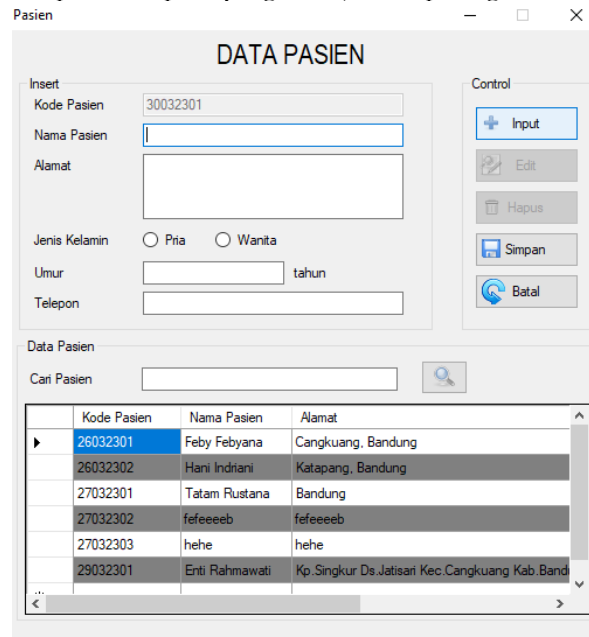 Pasien
DATA PASIEN
Insert
Kode Pasien 30032301
Nama Pasien
Alamat
Jenis Kelamin Pria Wanita
Umur tahun
Telepon
Control
Input
Edit
Hapus
Simpan
Batal
Data Pasien
Cari Pasien
Kode Pasien Nama Pasien Alamat
26032301 Feby Febyana Cangkuang, Bandung
26032302 Hani Indriani Katapang, Bandung
27032301 Tatam Rustana Bandung
27032302 fefeeeeb fefeeeeb
27032303 hehe hehe
29032301 Enti Rahmawati Kp.Singkur Ds.Jatisari Kec.Cangkuang Kab.Band